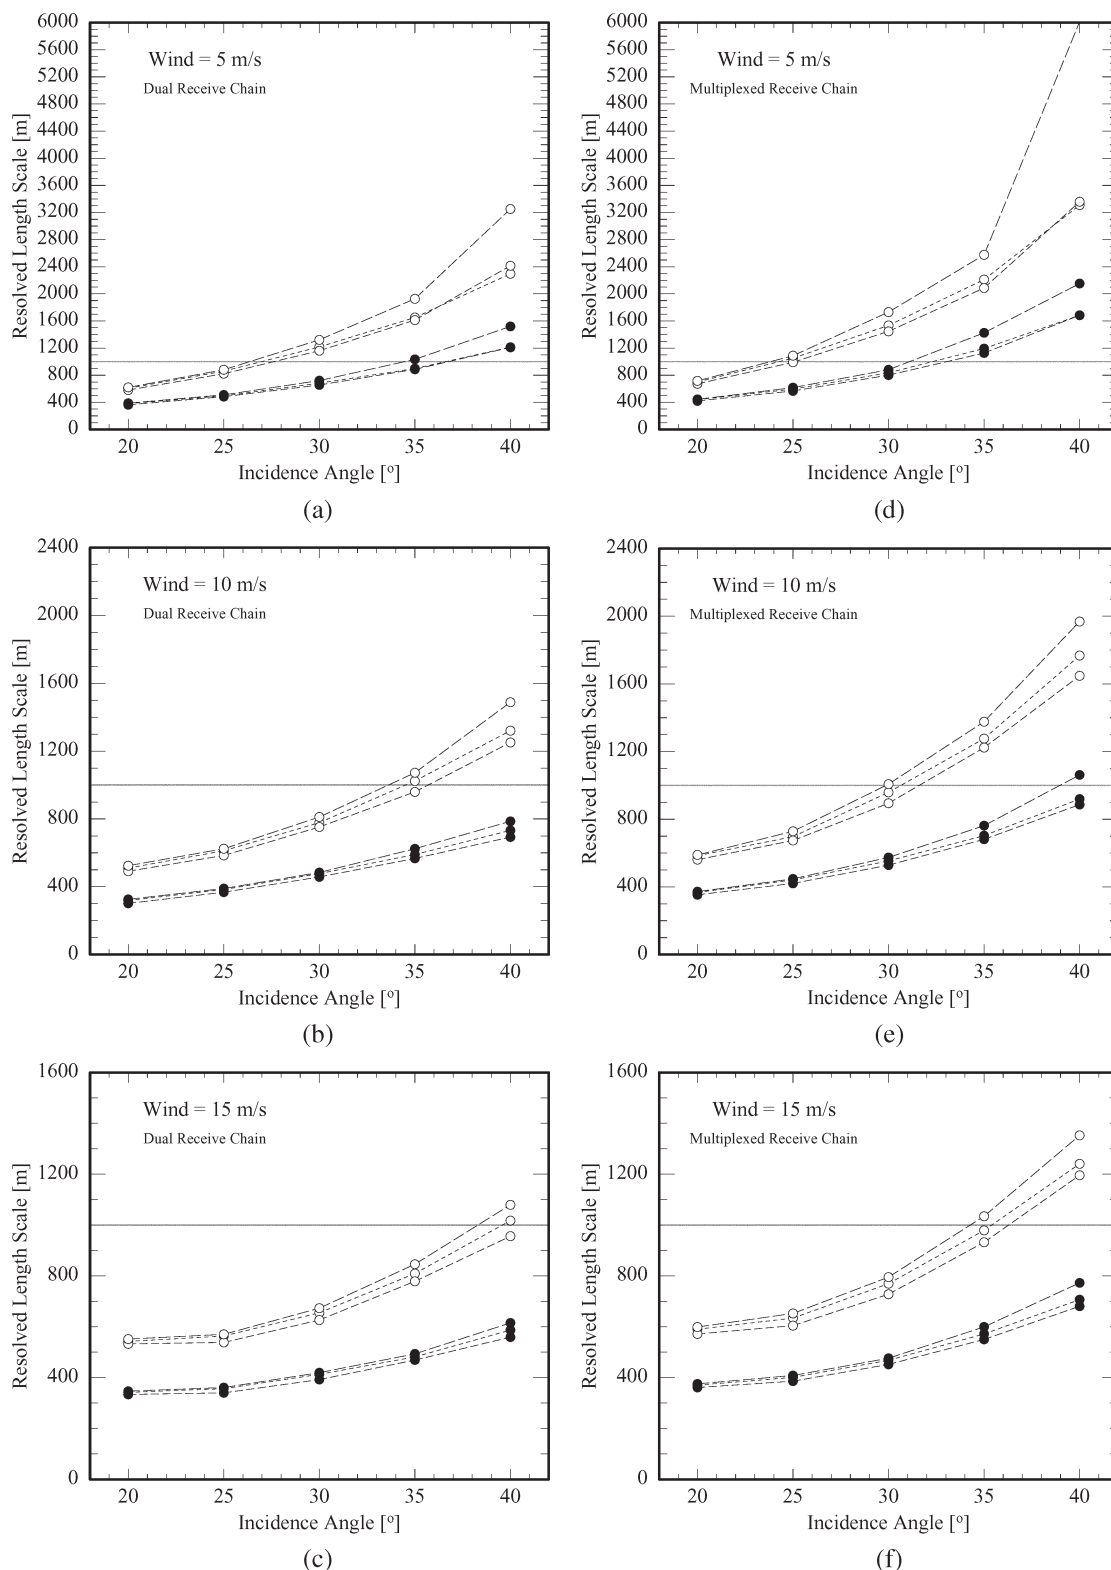 6000
5600
5200
4800
4400
4000
3600
3200
2800
2400
2000
1600
1200
800
400
0
Resolved Length Scale [m]
Wind = 5 m/s
Dual Receive Chain
20 25 30 35 40
Incidence Angle [º]
(a)
6000
5600
5200
4800
4400
4000
3600
3200
2800
2400
2000
1600
1200
800
400
0
Resolved Length Scale [m]
Wind = 5 m/s
Multiplexed Receive Chain
20 25 30 35 40
Incidence Angle [º]
(d)
2400
2000
1600
1200
800
400
0
Resolved Length Scale [m]
Wind = 10 m/s
Dual Receive Chain
20 25 30 35 40
Incidence Angle [º]
(b)
2400
2000
1600
1200
800
400
0
Resolved Length Scale [m]
Wind = 10 m/s
Multiplexed Receive Chain
20 25 30 35 40
Incidence Angle [º]
(e)
1600
1200
800
400
0
Resolved Length Scale [m]
Wind = 15 m/s
Dual Receive Chain
20 25 30 35 40
Incidence Angle [º]
(c)
1600
1200
800
400
0
Resolved Length Scale [m]
Wind = 15 m/s
Multiplexed Receive Chain
20 25 30 35 40
Incidence Angle [º]
(f)